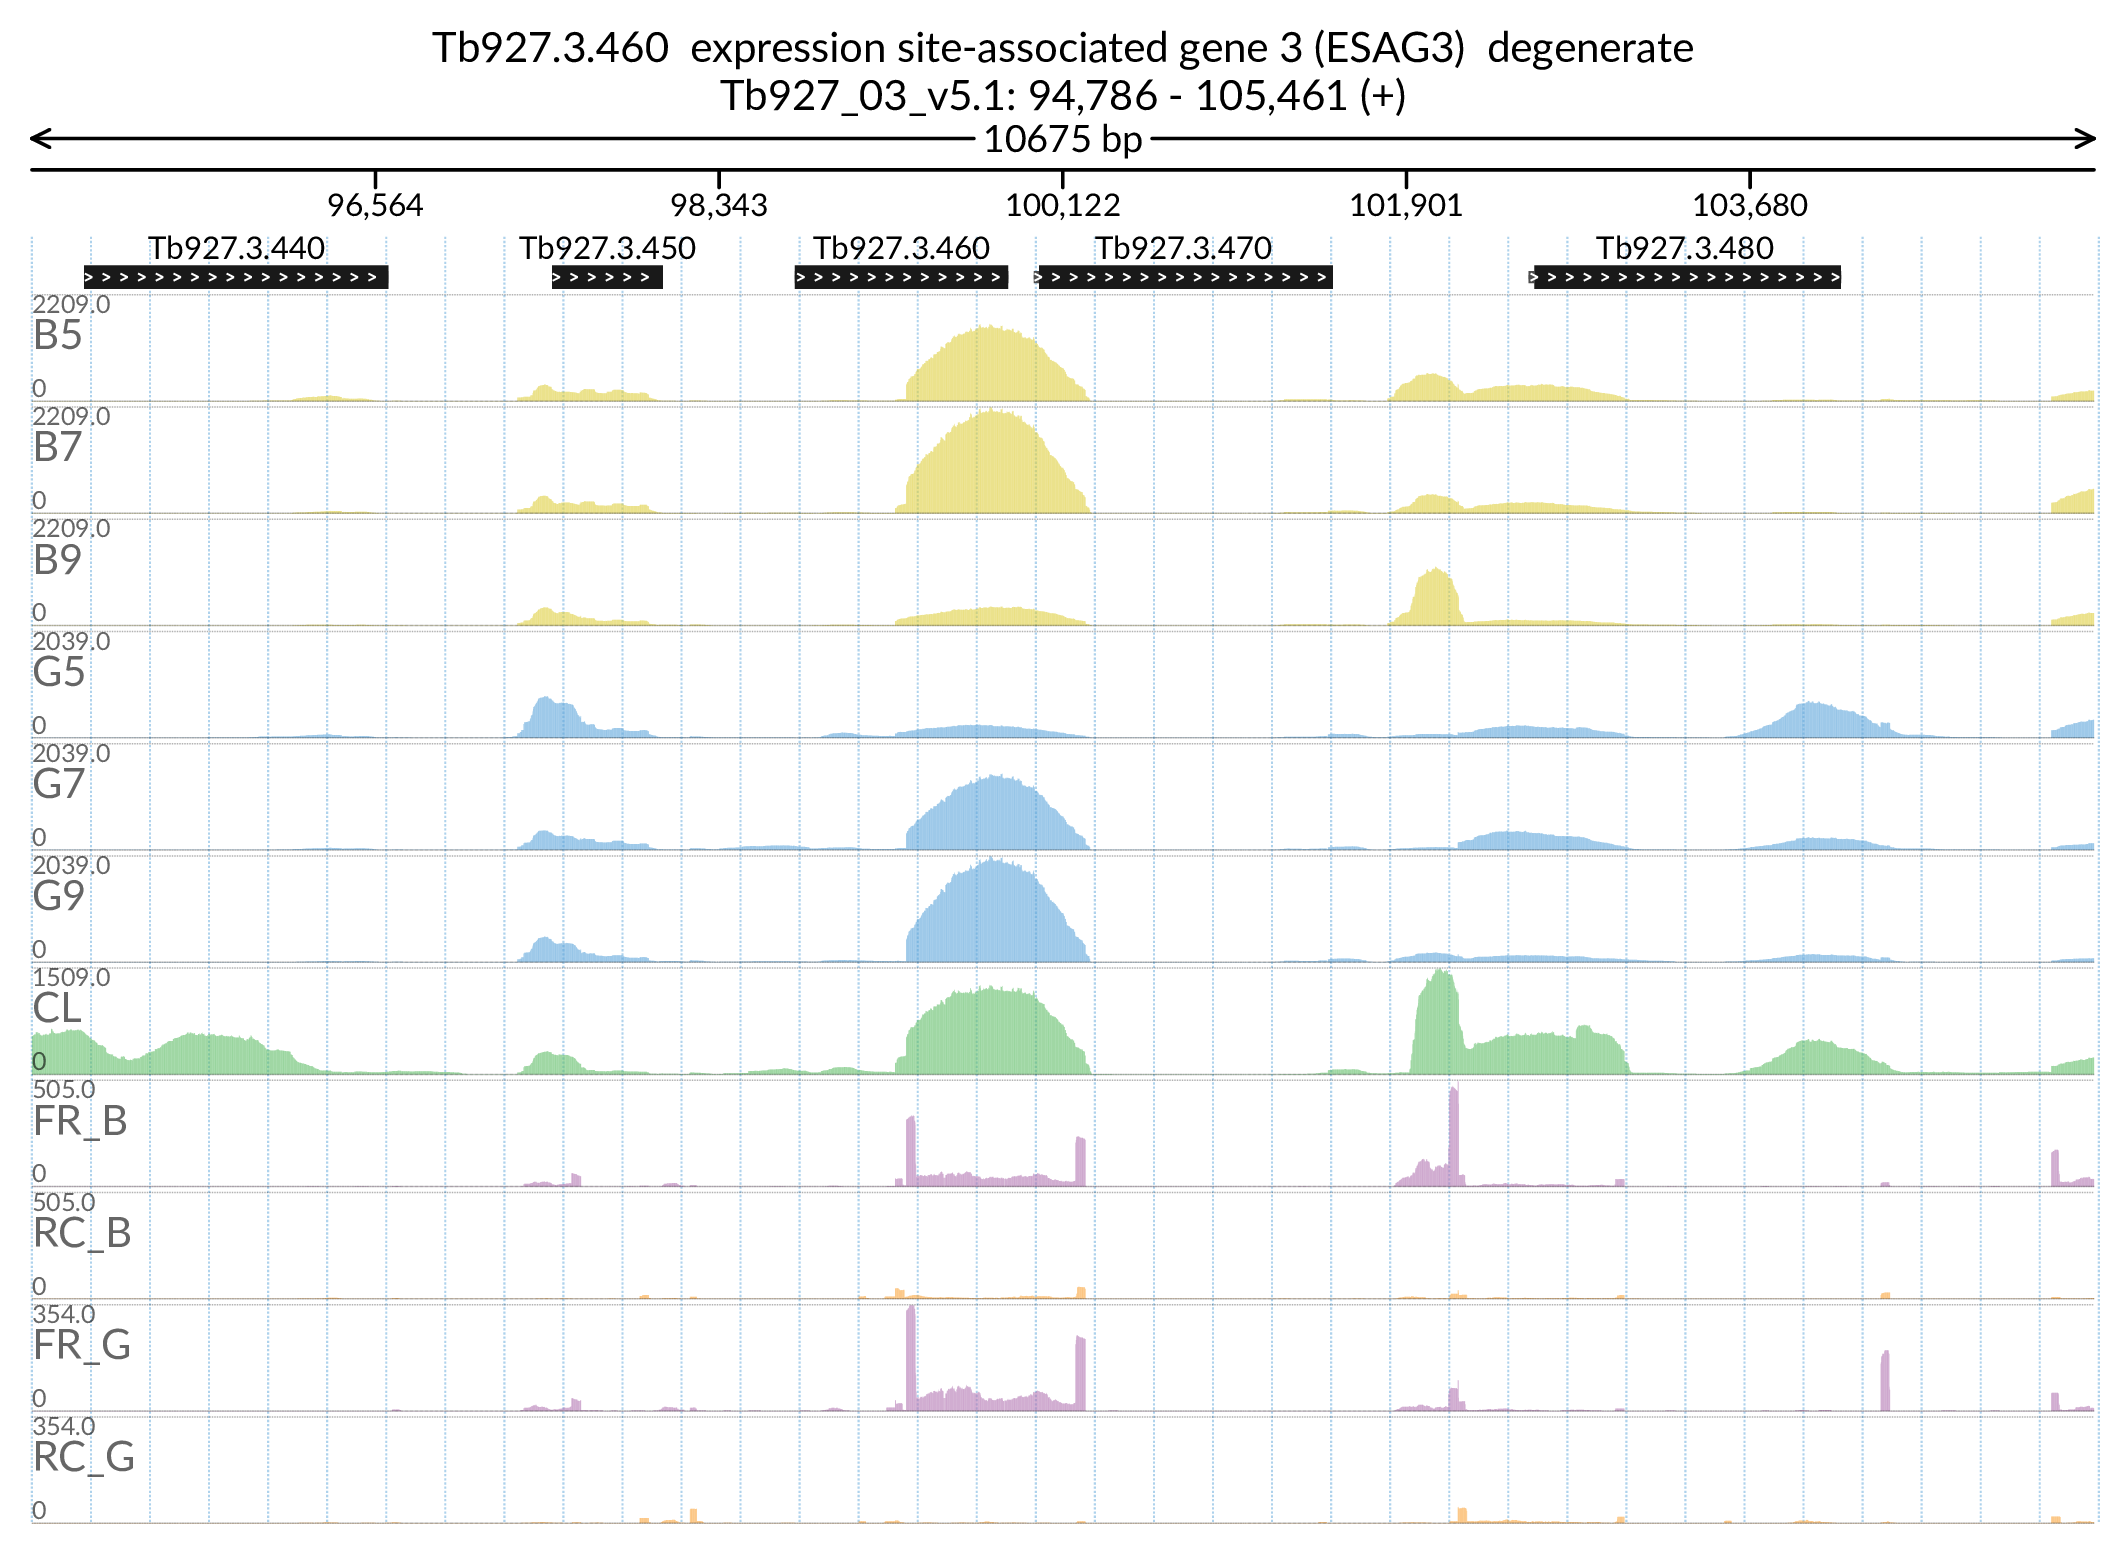 Tb927.3.460  expression site-associated gene 3 (ESAG3)  degenerate
Tb927_03_v5.1: 94,786 - 105,461 (+)
10675 bp
96,564 98,343 100,122 101,901 103,680
Tb927.3.440 Tb927.3.450 Tb927.3.460 Tb927.3.470 Tb927.3.480
2209.0
B5
0
2209.0
B7
0
2209.0
B9
0
2039.0
G5
0
2039.0
G7
0
2039.0
G9
0
1509.0
CL
0
505.0
FR_B
0
505.0
RC_B
0
354.0
FR_G
0
354.0
RC_G
0